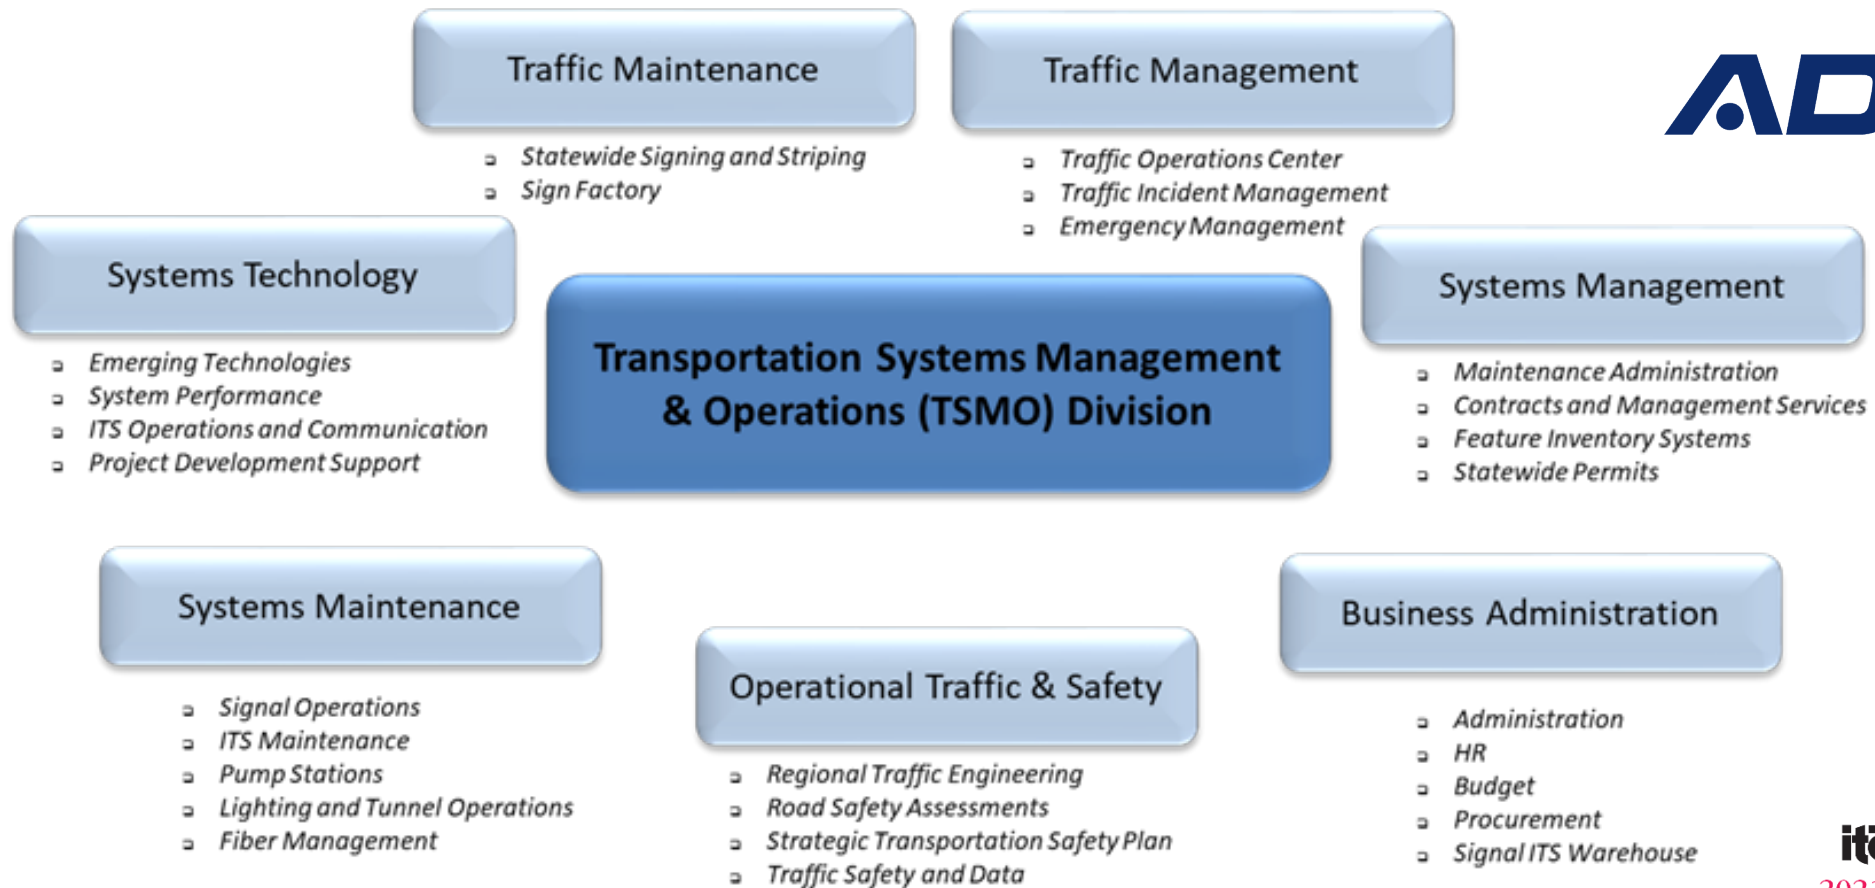 Traffic Maintenance
Statewide Signing and Striping
Sign Factory
Traffic Management
Traffic Operations Center
Traffic Incident Management
Emergency Management
Systems Technology
Emerging Technologies
System Performance
ITS Operations and Communication
Project Development Support
Transportation Systems Management
& Operations (TSMO) Division
Systems Management
Maintenance Administration
Contracts and Management Services
Feature Inventory Systems
Statewide Permits
Systems Maintenance
Signal Operations
ITS Maintenance
Pump Stations
Lighting and Tunnel Operations
Fiber Management
Operational Traffic & Safety
Regional Traffic Engineering
Road Safety Assessments
Strategic Transportation Safety Plan
Traffic Safety and Data
Business Administration
Administration
HR
Budget
Procurement
Signal ITS Warehouse